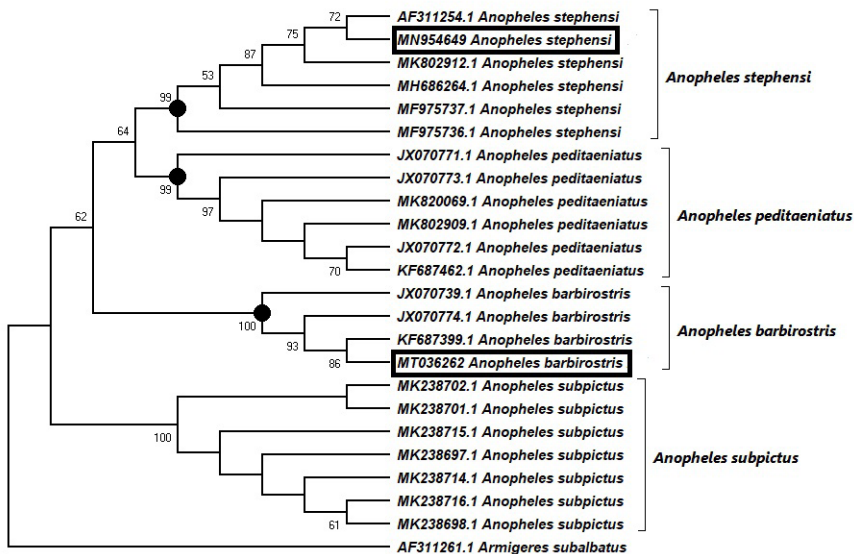 72
AF311254.1 Anopheles stephensi
75
MN954649 Anopheles stephensi
87
MK802912.1 Anopheles stephensi
53
MH686264.1 Anopheles stephensi
Anopheles stephensi
99
MF975737.1 Anopheles stephensi
64
MF975736.1 Anopheles stephensi
JX070771.1 Anopheles peditaeniatus
99
JX070773.1 Anopheles peditaeniatus
97
MK820069.1 Anopheles peditaeniatus
Anopheles peditaeniatus
62
MK802909.1 Anopheles peditaeniatus
JX070772.1 Anopheles peditaeniatus
70
KF687462.1 Anopheles peditaeniatus
JX070739.1 Anopheles barbirostris
100
JX070774.1 Anopheles barbirostris
Anopheles barbirostris
93
KF687399.1 Anopheles barbirostris
86
MT036262 Anopheles barbirostris
MK238702.1 Anopheles subpictus
MK238701.1 Anopheles subpictus
100
MK238715.1 Anopheles subpictus
MK238697.1 Anopheles subpictus
Anopheles subpictus
MK238714.1 Anopheles subpictus
MK238716.1 Anopheles subpictus
61
MK238698.1 Anopheles subpictus
AF311261.1 Armigeres subalbatus